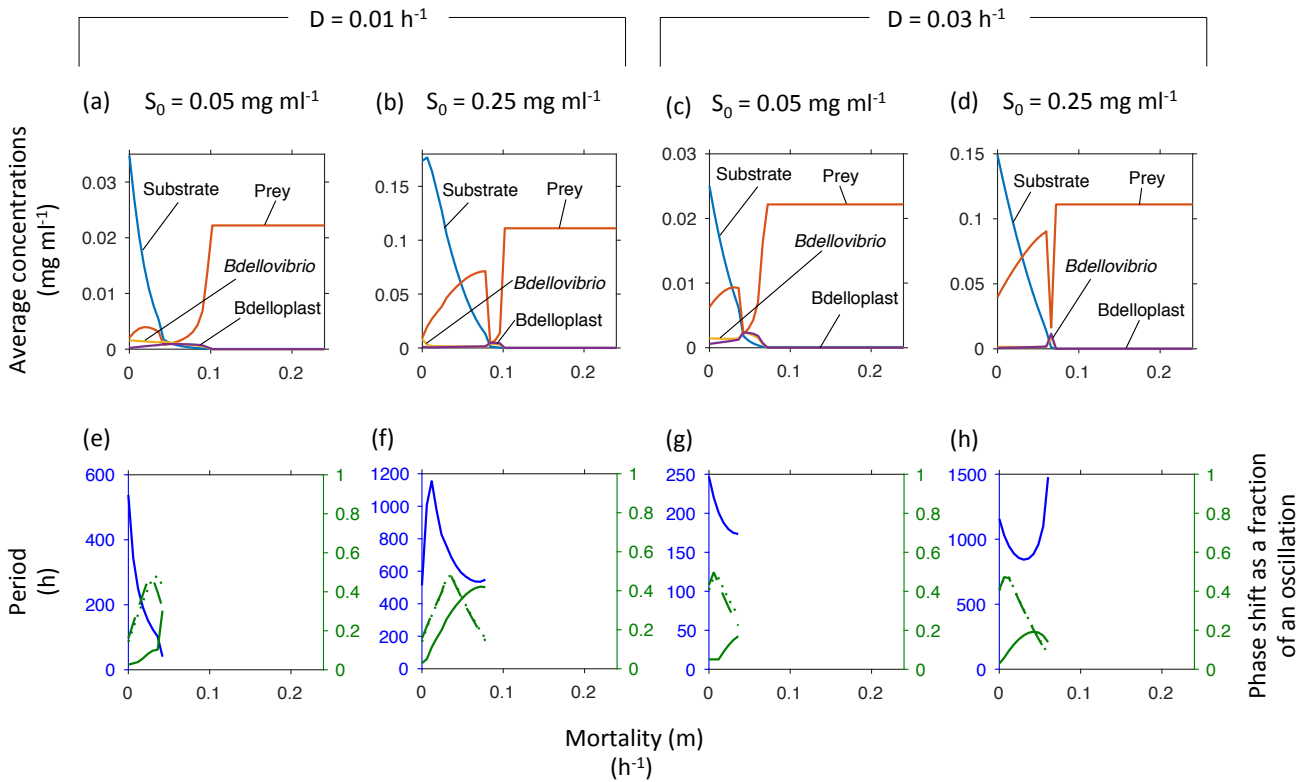 D = 0.01 h-1
D = 0.03 h-1
(a) S0 = 0.05 mg ml-1
(b) S0 = 0.25 mg ml-1
(c) S0 = 0.05 mg ml-1
(d) S0 = 0.25 mg ml-1
Average concentrations
(mg ml-1)
0.03
0.02
0.01
0
0
0.1
0.2
Substrate
Prey
Bdellovibrio
Bdelloplast
0.2
0.15
0.1
0.05
0
0
0.1
0.2
Substrate
Prey
Bdellovibrio
Bdelloplast
0.03
0.02
0.01
0
0
0.1
0.2
Substrate
Prey
Bdellovibrio
Bdelloplast
0.15
0.1
0.05
0
0
0.1
0.2
Substrate
Prey
Bdellovibrio
Bdelloplast
(e)
(f)
(g)
(h)
Period
(h)
600
400
200
0
0
0.1
0.2
1
0.8
0.6
0.4
0.2
0
1200
1000
800
600
400
200
0
0
0.1
0.2
1
0.8
0.6
0.4
0.2
0
250
200
150
100
50
0
0
0.1
0.2
1
0.8
0.6
0.4
0.2
0
1500
1000
500
0
0
0.1
0.2
1
0.8
0.6
0.4
0.2
0
Phase shift as a fraction
of an oscillation
Mortality (m)
(h-1)